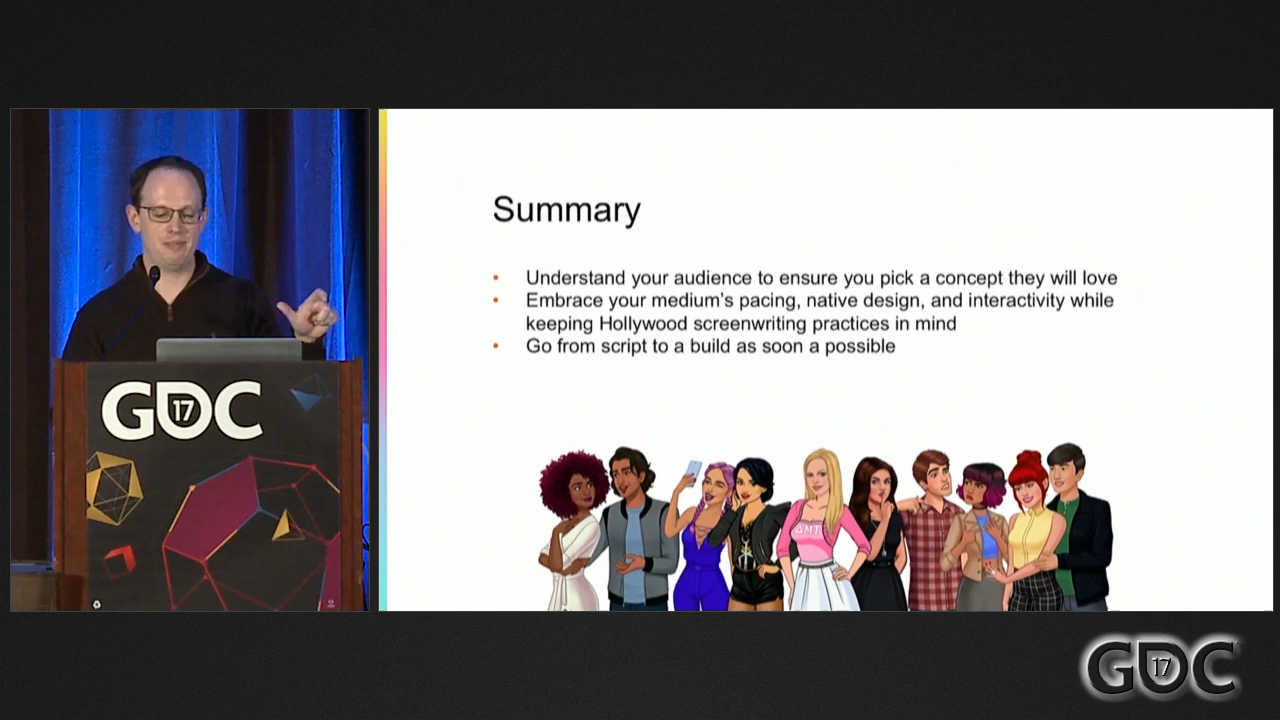 Summary
• Understand your audience to ensure you pick a concept they will love
• Embrace your medium's pacing, native design, and interactivity while
keeping Hollywood screenwriting practices in mind
• Go from script to a build as soon a possible
ΔMT
GDC
17
GDC
17